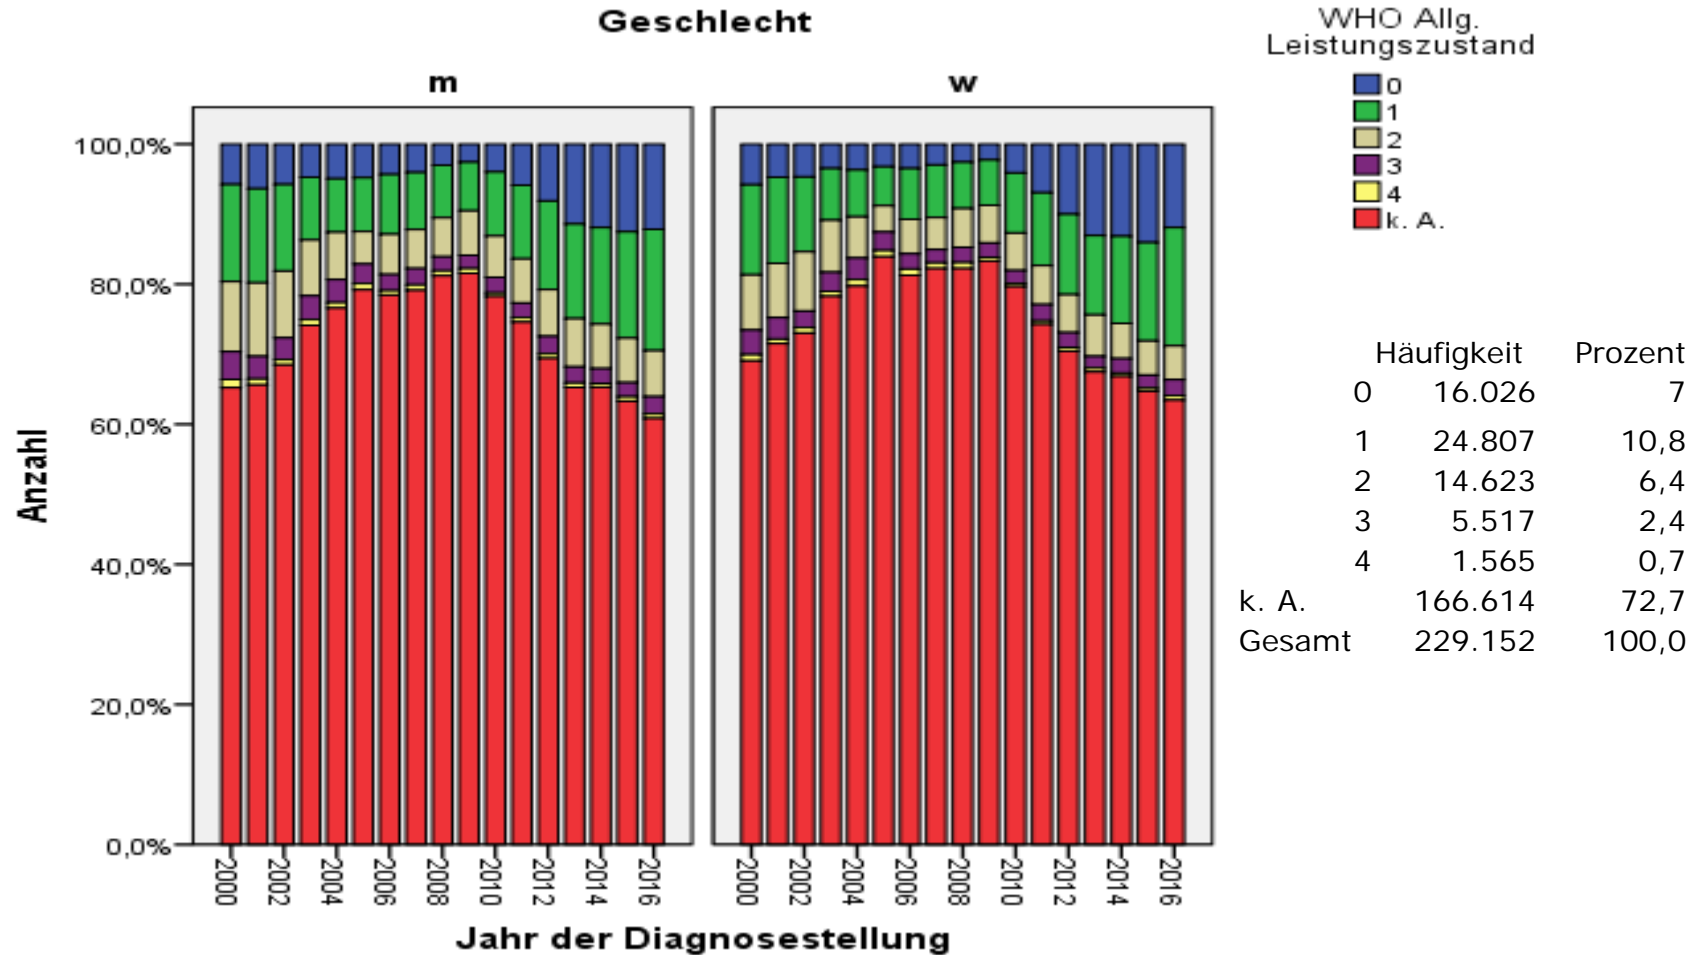 Geschlecht
m
w
100,0%
80,0%
60,0%
40,0%
20,0%
0,0%
Anzahl
2000 2002 2004 2006 2008 2010 2012 2014 2016
2000 2002 2004 2006 2008 2010 2012 2014 2016
Jahr der Diagnosestellung
WHO Allg.
Leistungszustand
0
1
2
3
4
k. A.
Häufigkeit Prozent
0 16.026 7
1 24.807 10,8
2 14.623 6,4
3 5.517 2,4
4 1.565 0,7
k. A. 166.614 72,7
Gesamt 229.152 100,0